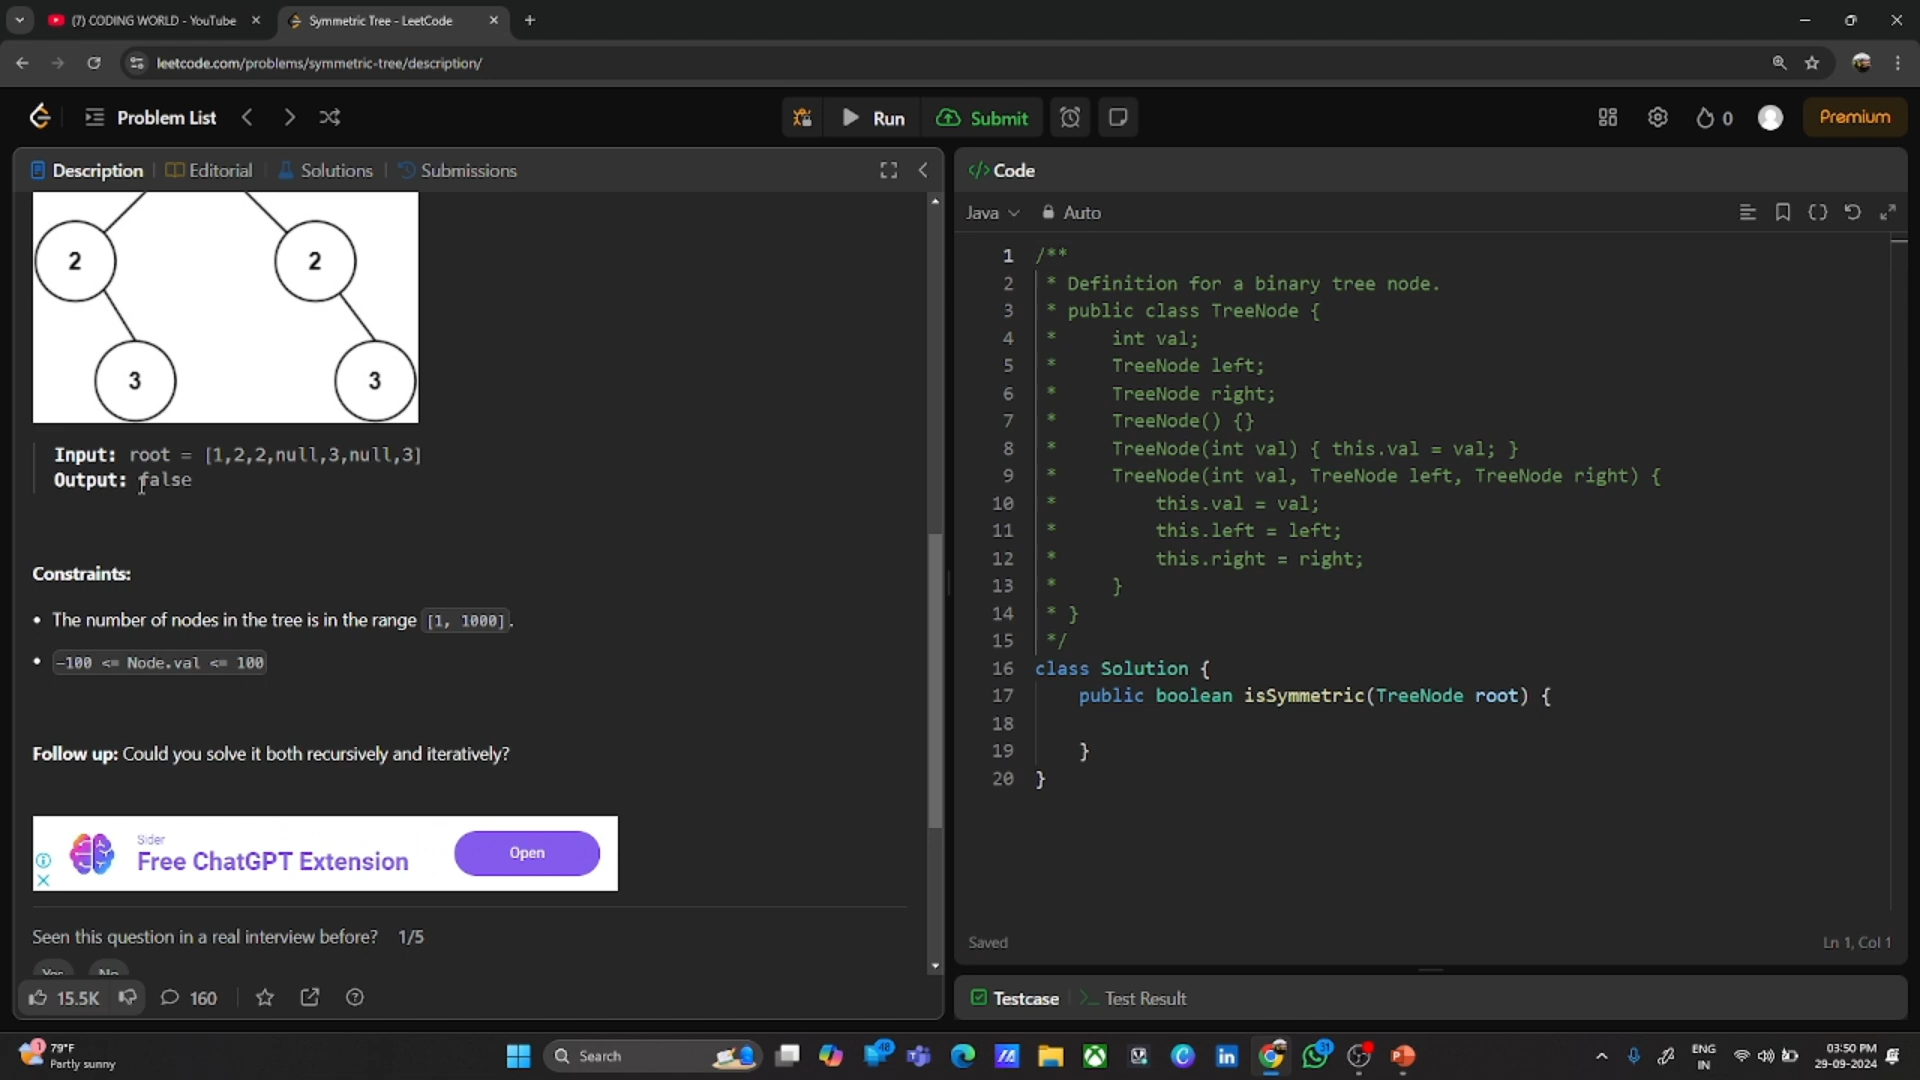 (7) CODING WORLD - YouTube
Symmetric Tree - LeetCode
leetcode.com/problems/symmetric-tree/description/
Problem List
Run
Submit
0
Premium
Description
Editorial
Solutions
Submissions
2
2
3
3
Input: root = [1,2,2,null,3,null,3]
Output: false
Constraints:
• The number of nodes in the tree is in the range [1, 1000].
• -100 <= Node.val <= 100
Follow up: Could you solve it both recursively and iteratively?
Sider
Free ChatGPT Extension
Open
Seen this question in a real interview before? 1/5
Yes
No
15.5K
160
</> Code
Java
Auto
1 /**
2 * Definition for a binary tree node.
3 * public class TreeNode {
4 * int val;
5 * TreeNode left;
6 * TreeNode right;
7 * TreeNode() {}
8 * TreeNode(int val) { this.val = val; }
9 * TreeNode(int val, TreeNode left, TreeNode right) {
10 * this.val = val;
11 * this.left = left;
12 * this.right = right;
13 * }
14 * }
15 */
16 class Solution {
17 public boolean isSymmetric(TreeNode root) {
18
19 }
20 }
Saved
Ln 1, Col 1
Testcase
Test Result
1
79°F
Partly sunny
Search
48
31
ENG
IN
03:50 PM
29-09-2024